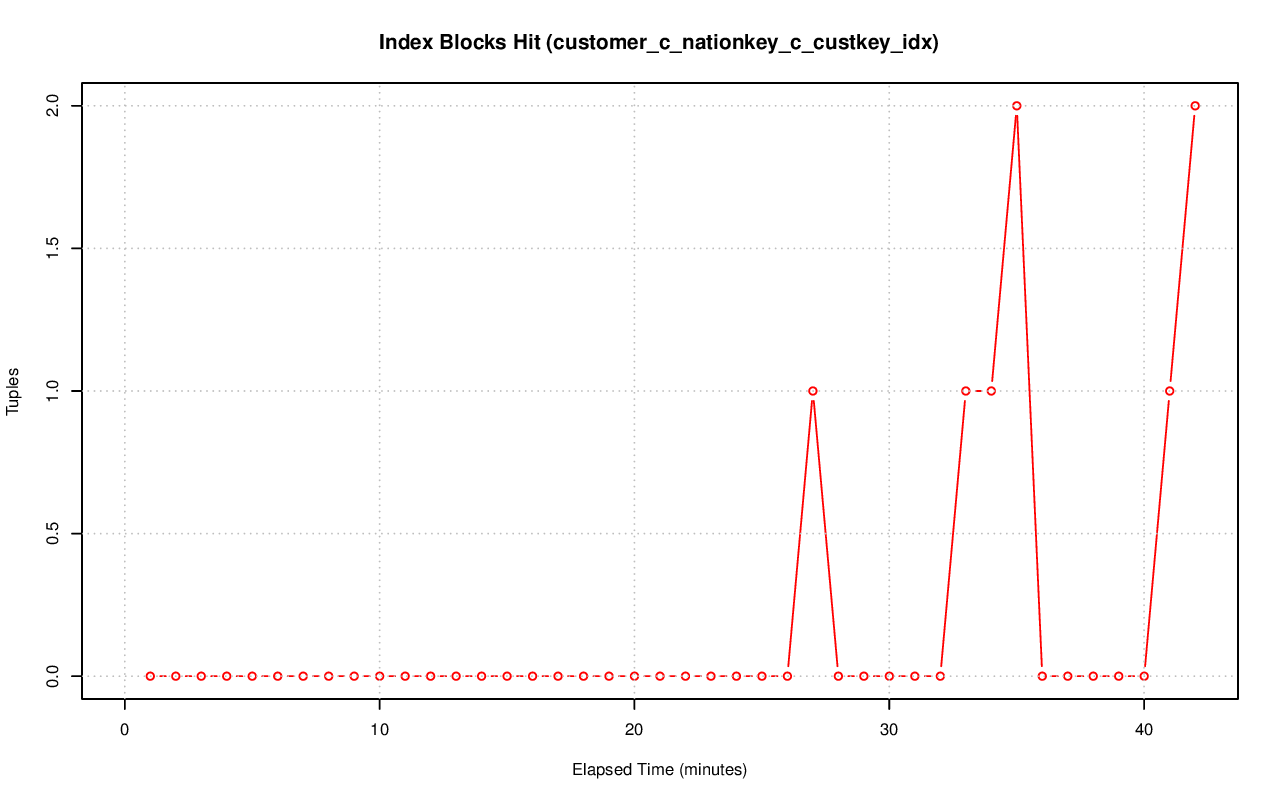 Index Blocks Hit (customer_c_nationkey_c_custkey_idx)
2.0
1.5
1.0
0.5
0.0
Tuples
0 10 20 30 40
Elapsed Time (minutes)